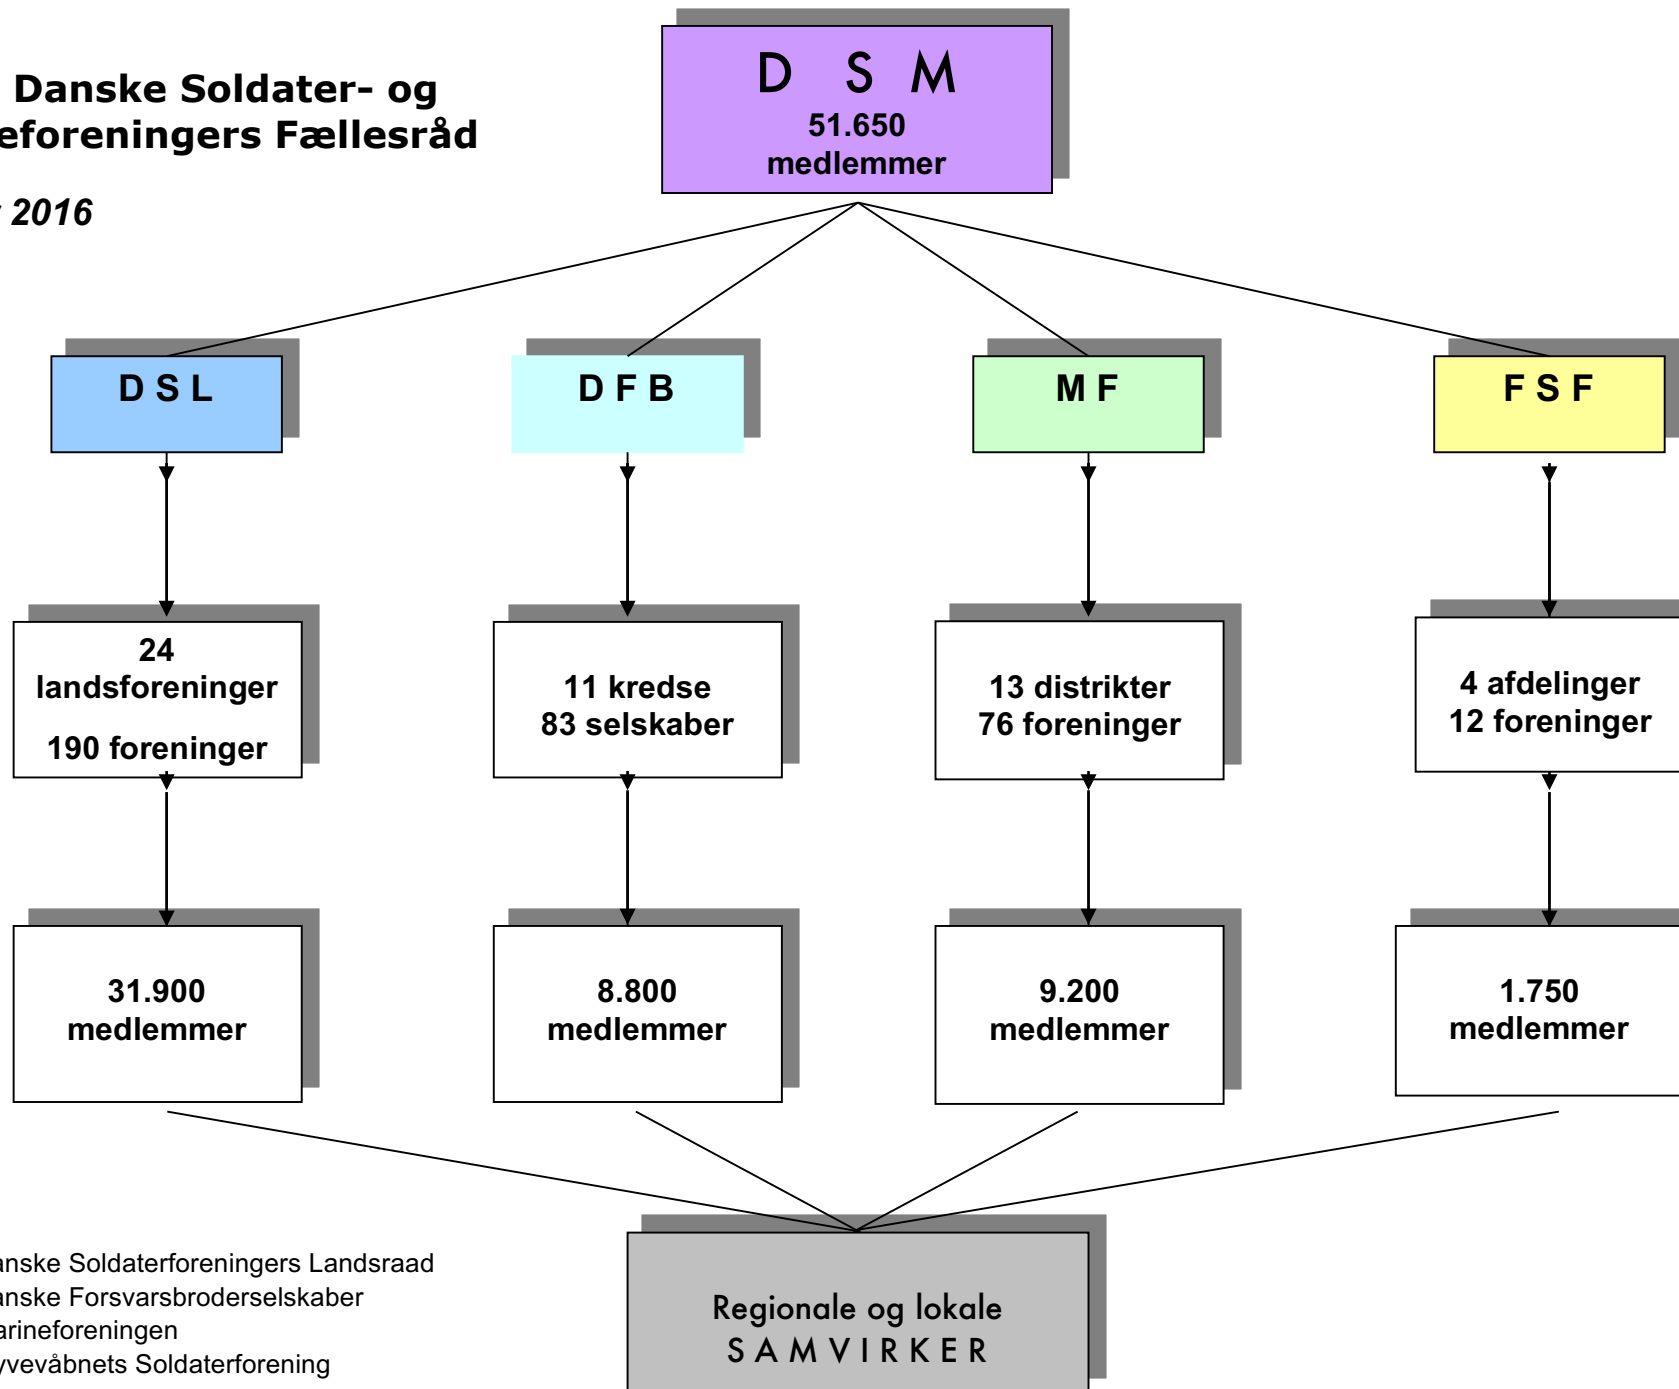 Danske Soldater- og
eforeningers Fællesråd
2016
D S M
51.650
medlemmer
D S L
D F B
M F
F S F
24
landsforeninger
190 foreninger
11 kredse
83 selskaber
13 distrikter
76 foreninger
4 afdelinger
12 foreninger
31.900
medlemmer
8.800
medlemmer
9.200
medlemmer
1.750
medlemmer
anske Soldaterforeningers Landsraad
anske Forsvarsbroderselskaber
arineforeningen
yvevåbnets Soldaterforening
Regionale og lokale
S A M V I R K E R